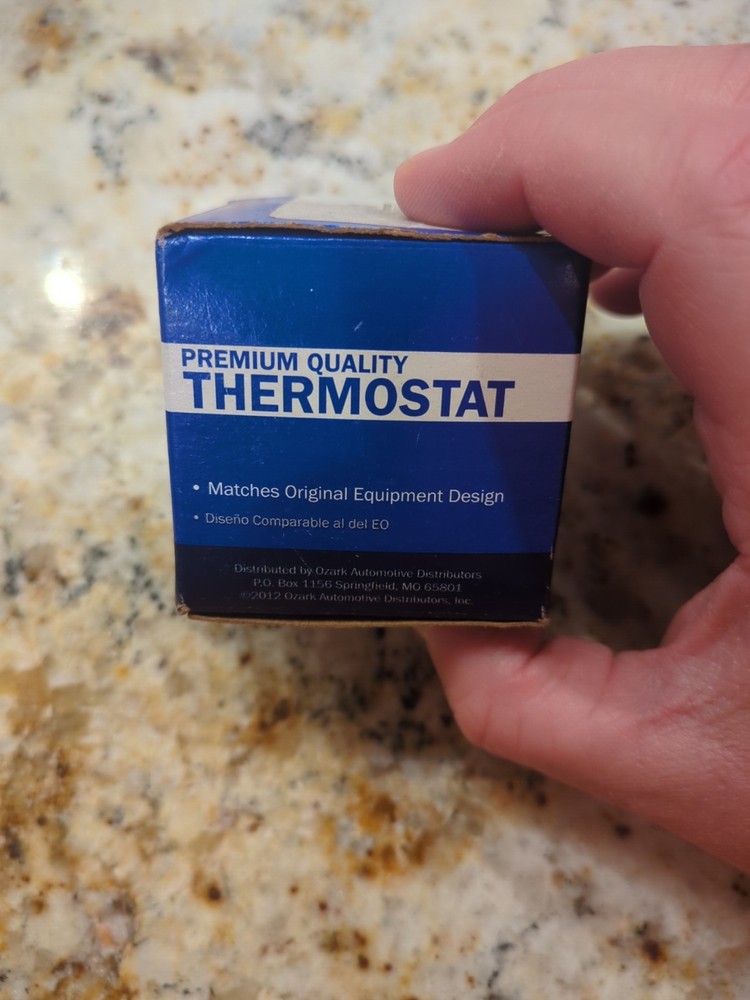 PREMIUM QUALITY
THERMOSTAT
• Matches Original Equipment Design
• Diseño Comparable al del EO
Distributed by Ozark Automotive Distributors
P.O. Box 1156 Springfield, MO 65801
©2012 Ozark Automotive Distributors, Inc.